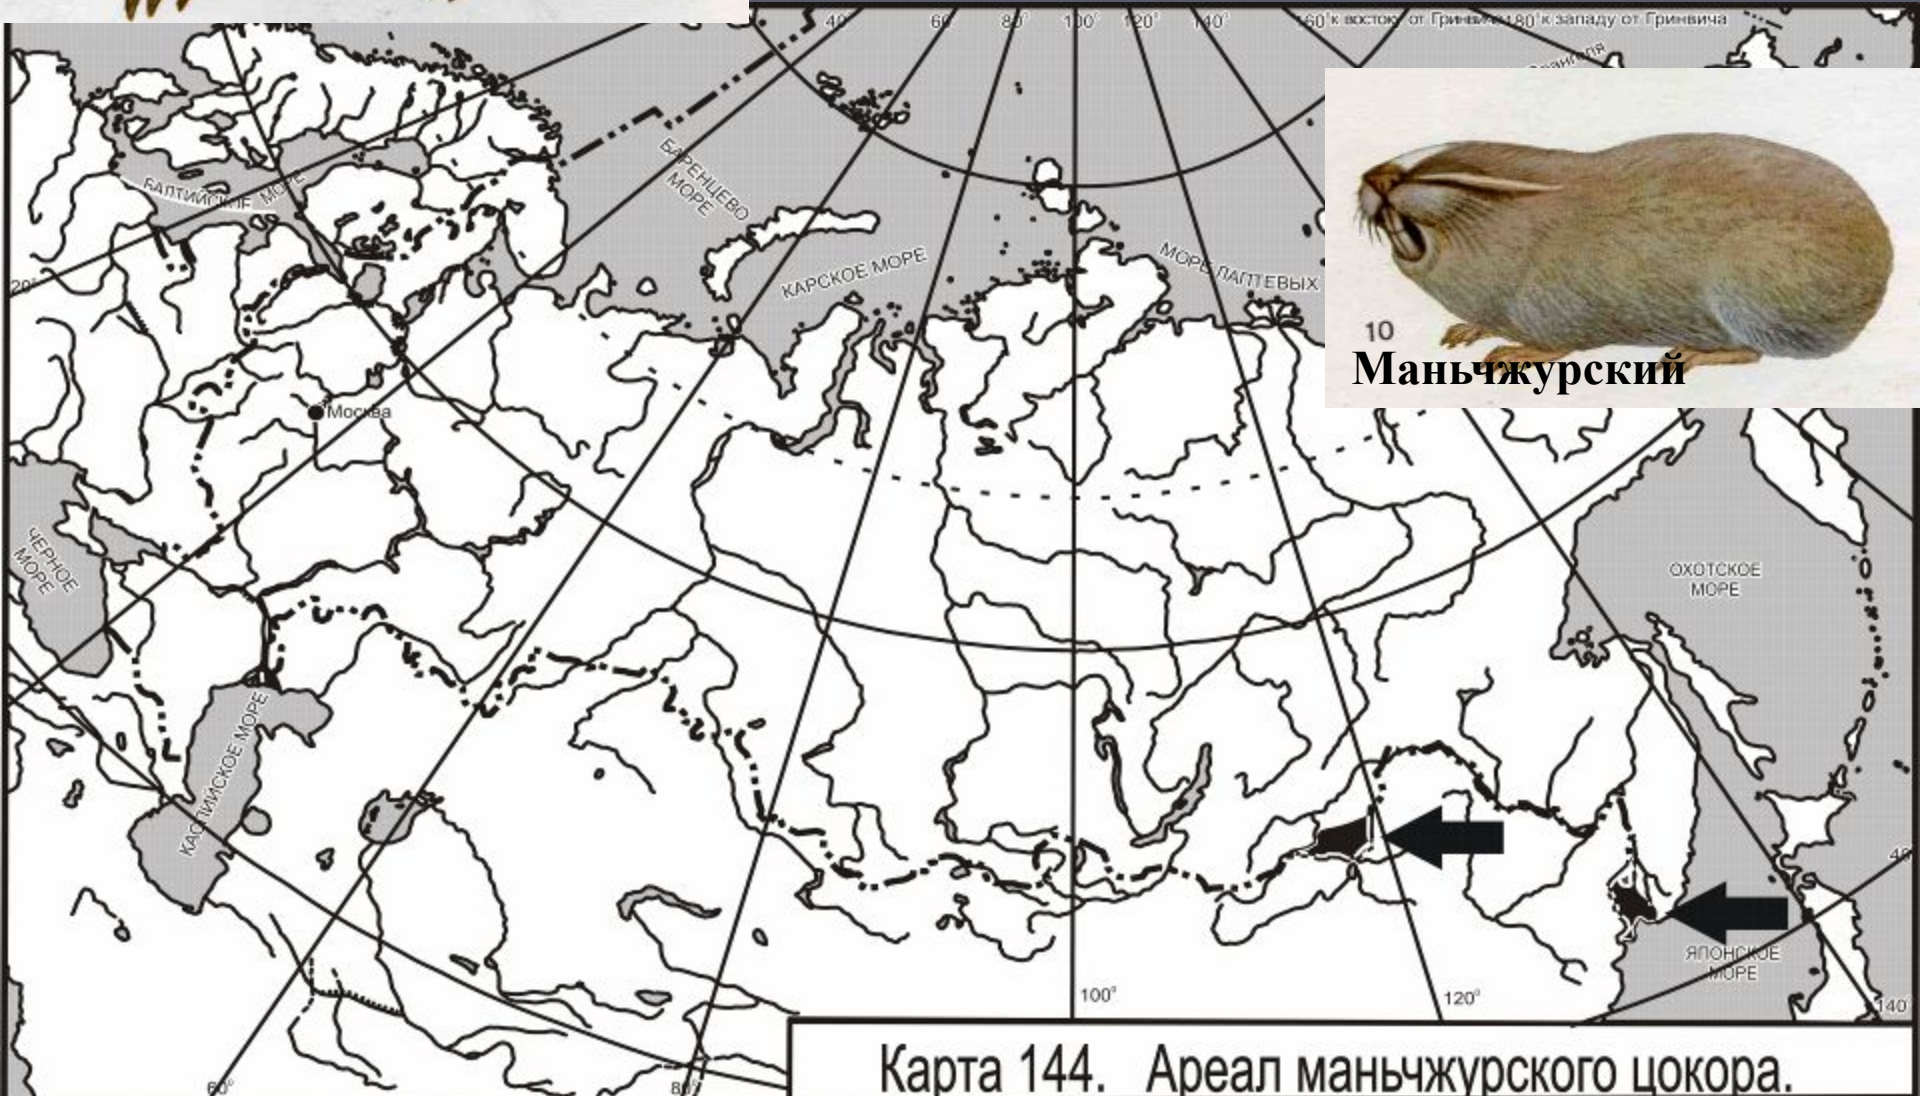 40°
60°
80°
100°
120°
140°
160° к востоку от Гринвича
180° к западу от Гринвича
Врангеля
БАРЕНЦЕВО
МОРЕ
БАЛТИЙСКОЕ МОРЕ
КАРСКОЕ МОРЕ
МОРЕ ЛАПТЕВЫХ
20°
10
Маньчжурский
Москва
ЧЕРНОЕ
МОРЕ
ОХОТСКОЕ
МОРЕ
КАСПИЙСКОЕ МОРЕ
40
ЯПОНСКОЕ
МОРЕ
100°
120°
140
60°
80°
Карта 144. Ареал маньчжурского цокора.